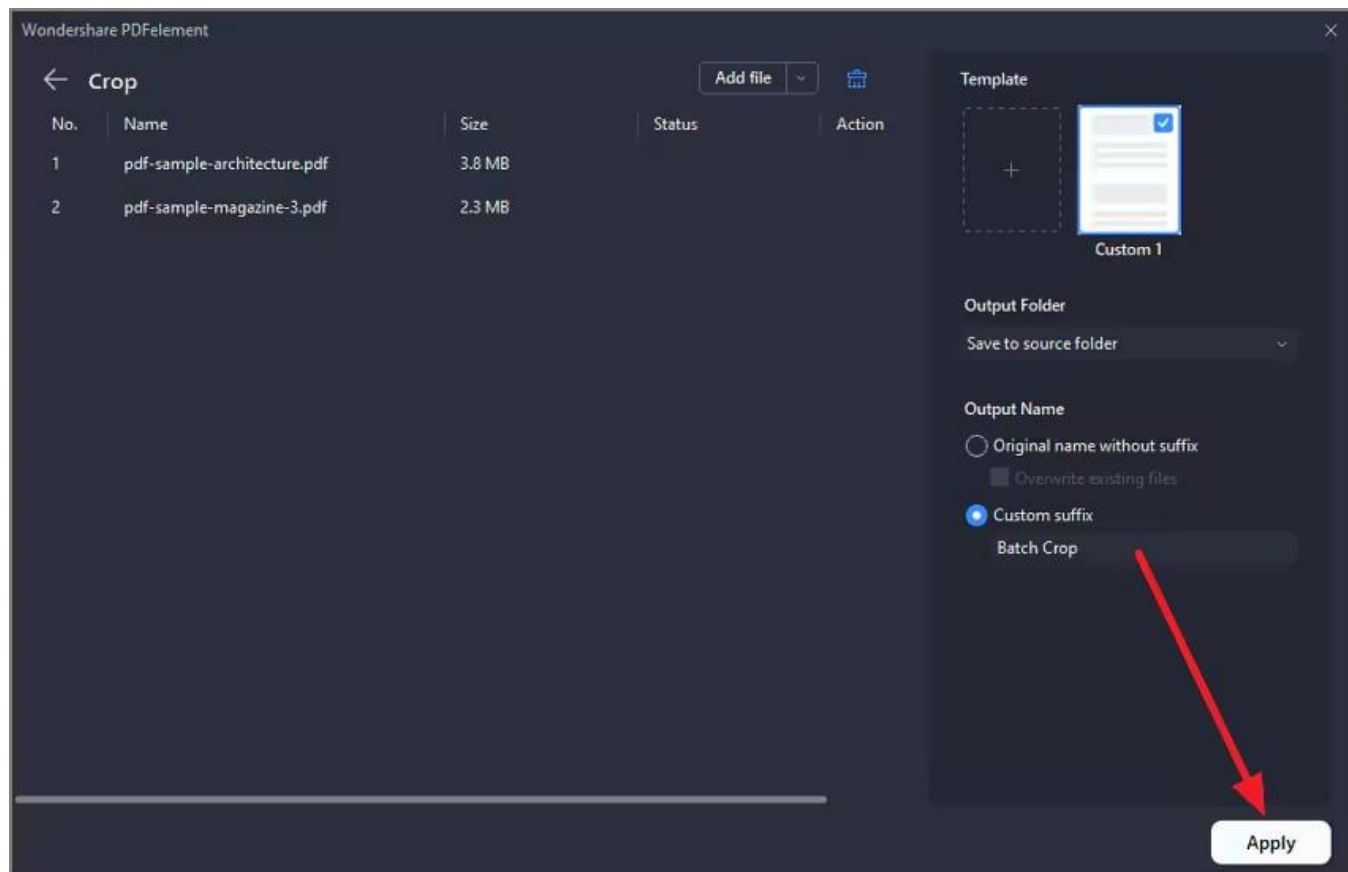 Wondershare PDFelement
Crop
Add file
No. Name Size Status Action
1 pdf-sample-architecture.pdf 3.8 MB
2 pdf-sample-magazine-3.pdf 2.3 MB
Template
Custom 1
Output Folder
Save to source folder
Output Name
Original name without suffix
Overwrite existing files
Custom suffix
Batch Crop
Apply